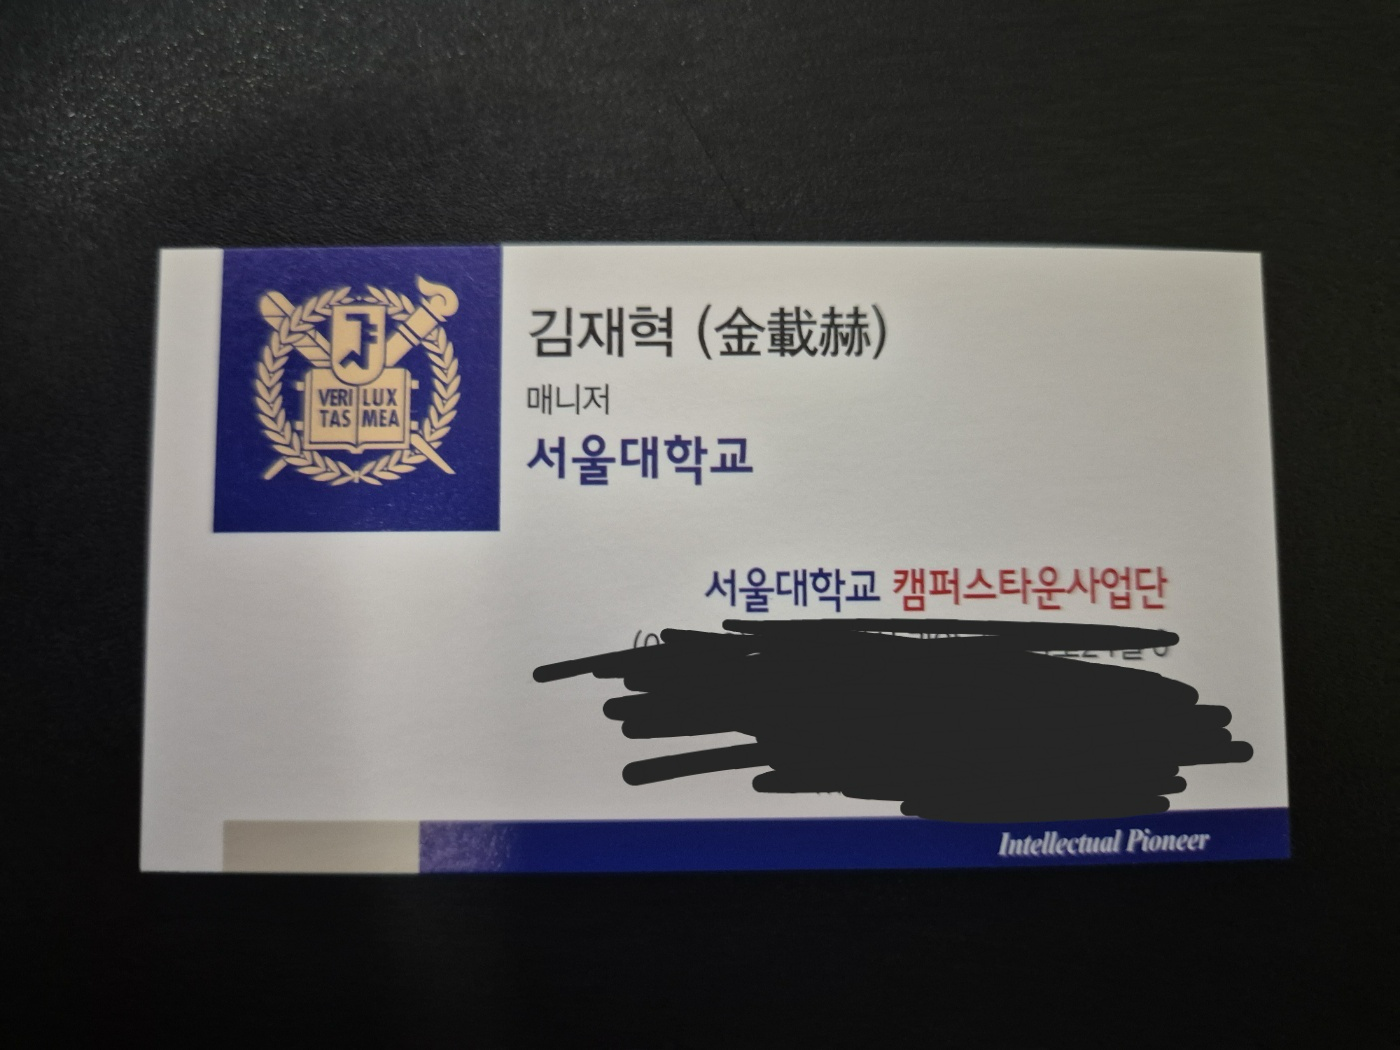 VERI LUX
TAS MEA
김재혁 (金載赫)
매니저
서울대학교
서울대학교 캠퍼스타운사업단
Intellectual Pioneer